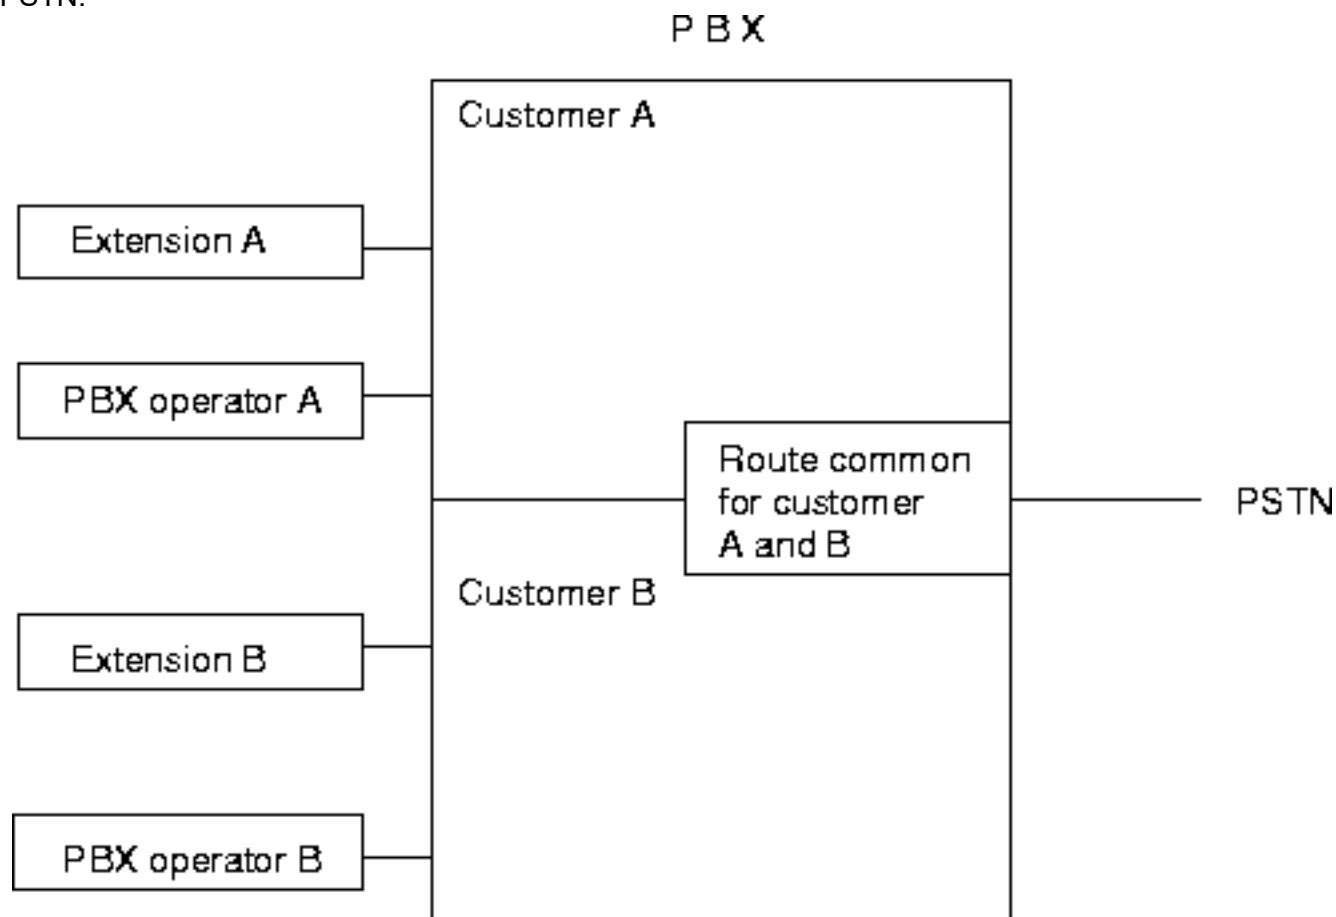 PSTN.
P B X
Customer A
Extension A
PBX operator A
Route common
for customer
A and B
PSTN
Customer B
Extension B
PBX operator B